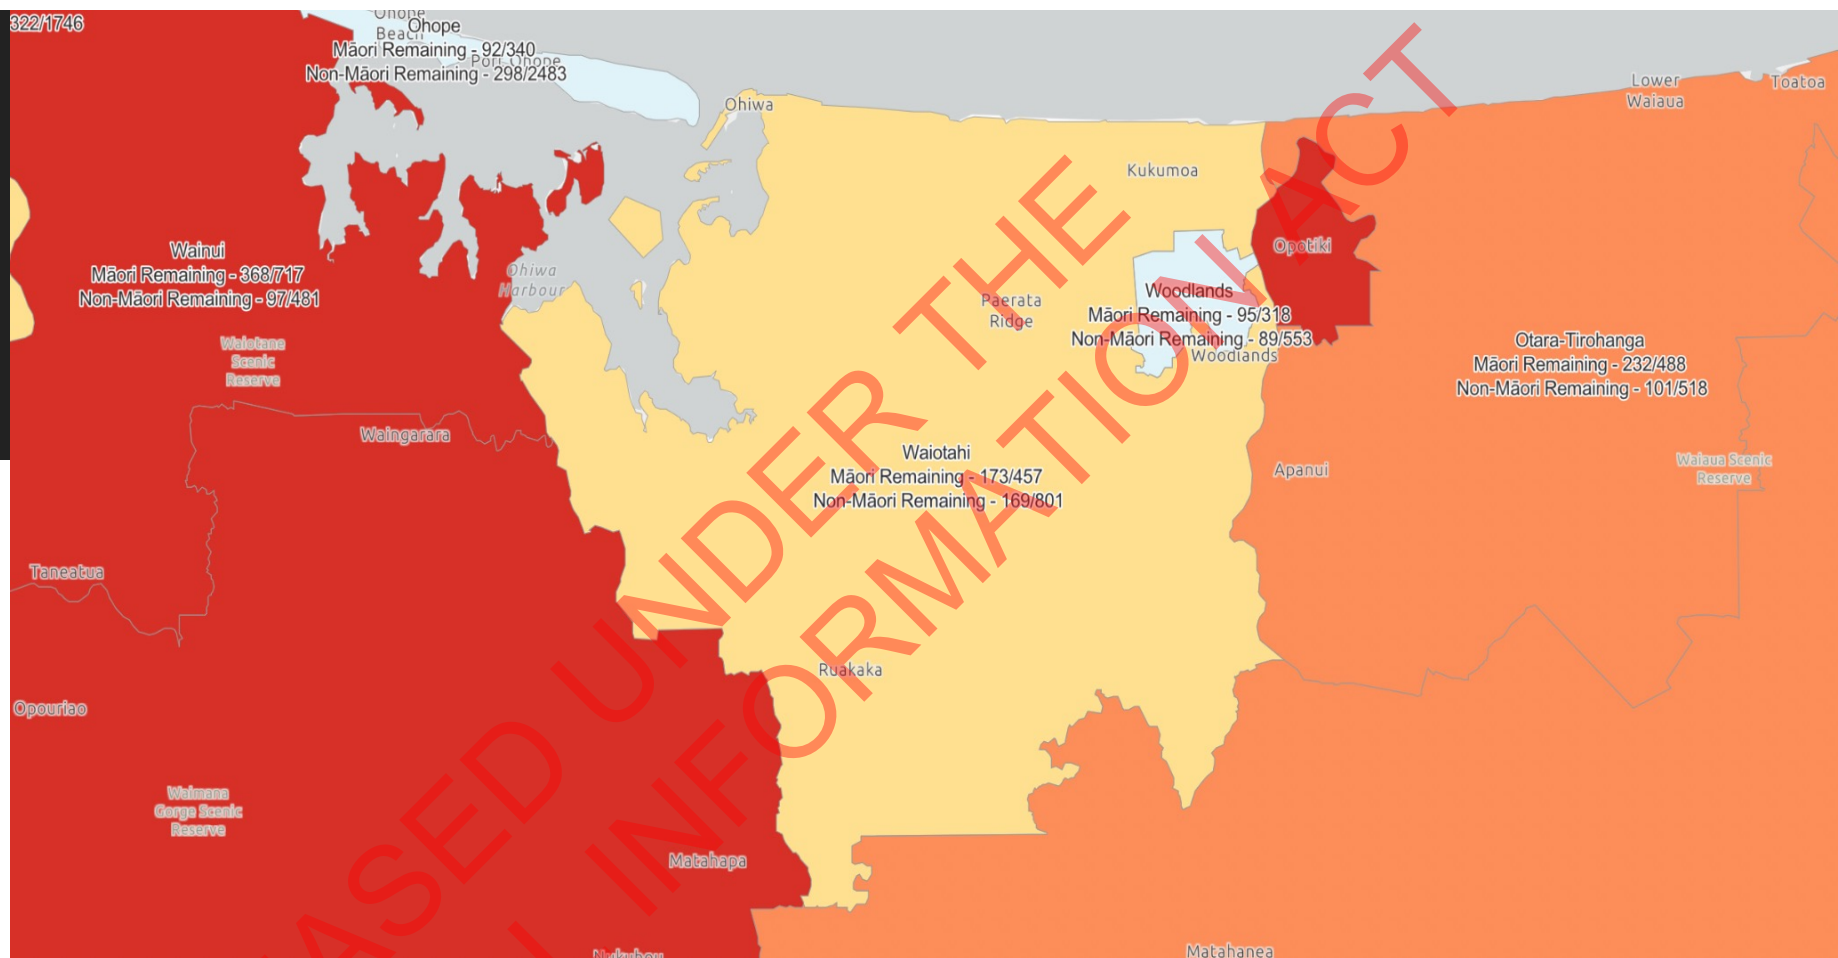 322/1746
Ohope
Beach
Ohope
Māori Remaining - 92/340
Port Ohope
Non-Māori Remaining - 298/2483
Ohiwa
Lower
Waiaua
Toatoa
Kukumoa
Wainui
Māori Remaining - 368/717
Non-Māori Remaining - 97/481
Ohiwa
Harbour
Opotiki
Paerata
Ridge
Woodlands
Māori Remaining - 95/318
Non-Māori Remaining - 89/553
Woodlands
Waiotane
Scenic
Reserve
Otara-Tirohanga
Māori Remaining - 232/488
Non-Māori Remaining - 101/518
Waingarara
Waiotahi
Māori Remaining - 173/457
Non-Māori Remaining - 169/801
Apanui
Waiaua Scenic
Reserve
Taneatua
Ruakaka
Opouriao
Waimana
Gorge Scenic
Reserve
Matahapa
Matahanea
UNDER THE
INFORMATION ACT